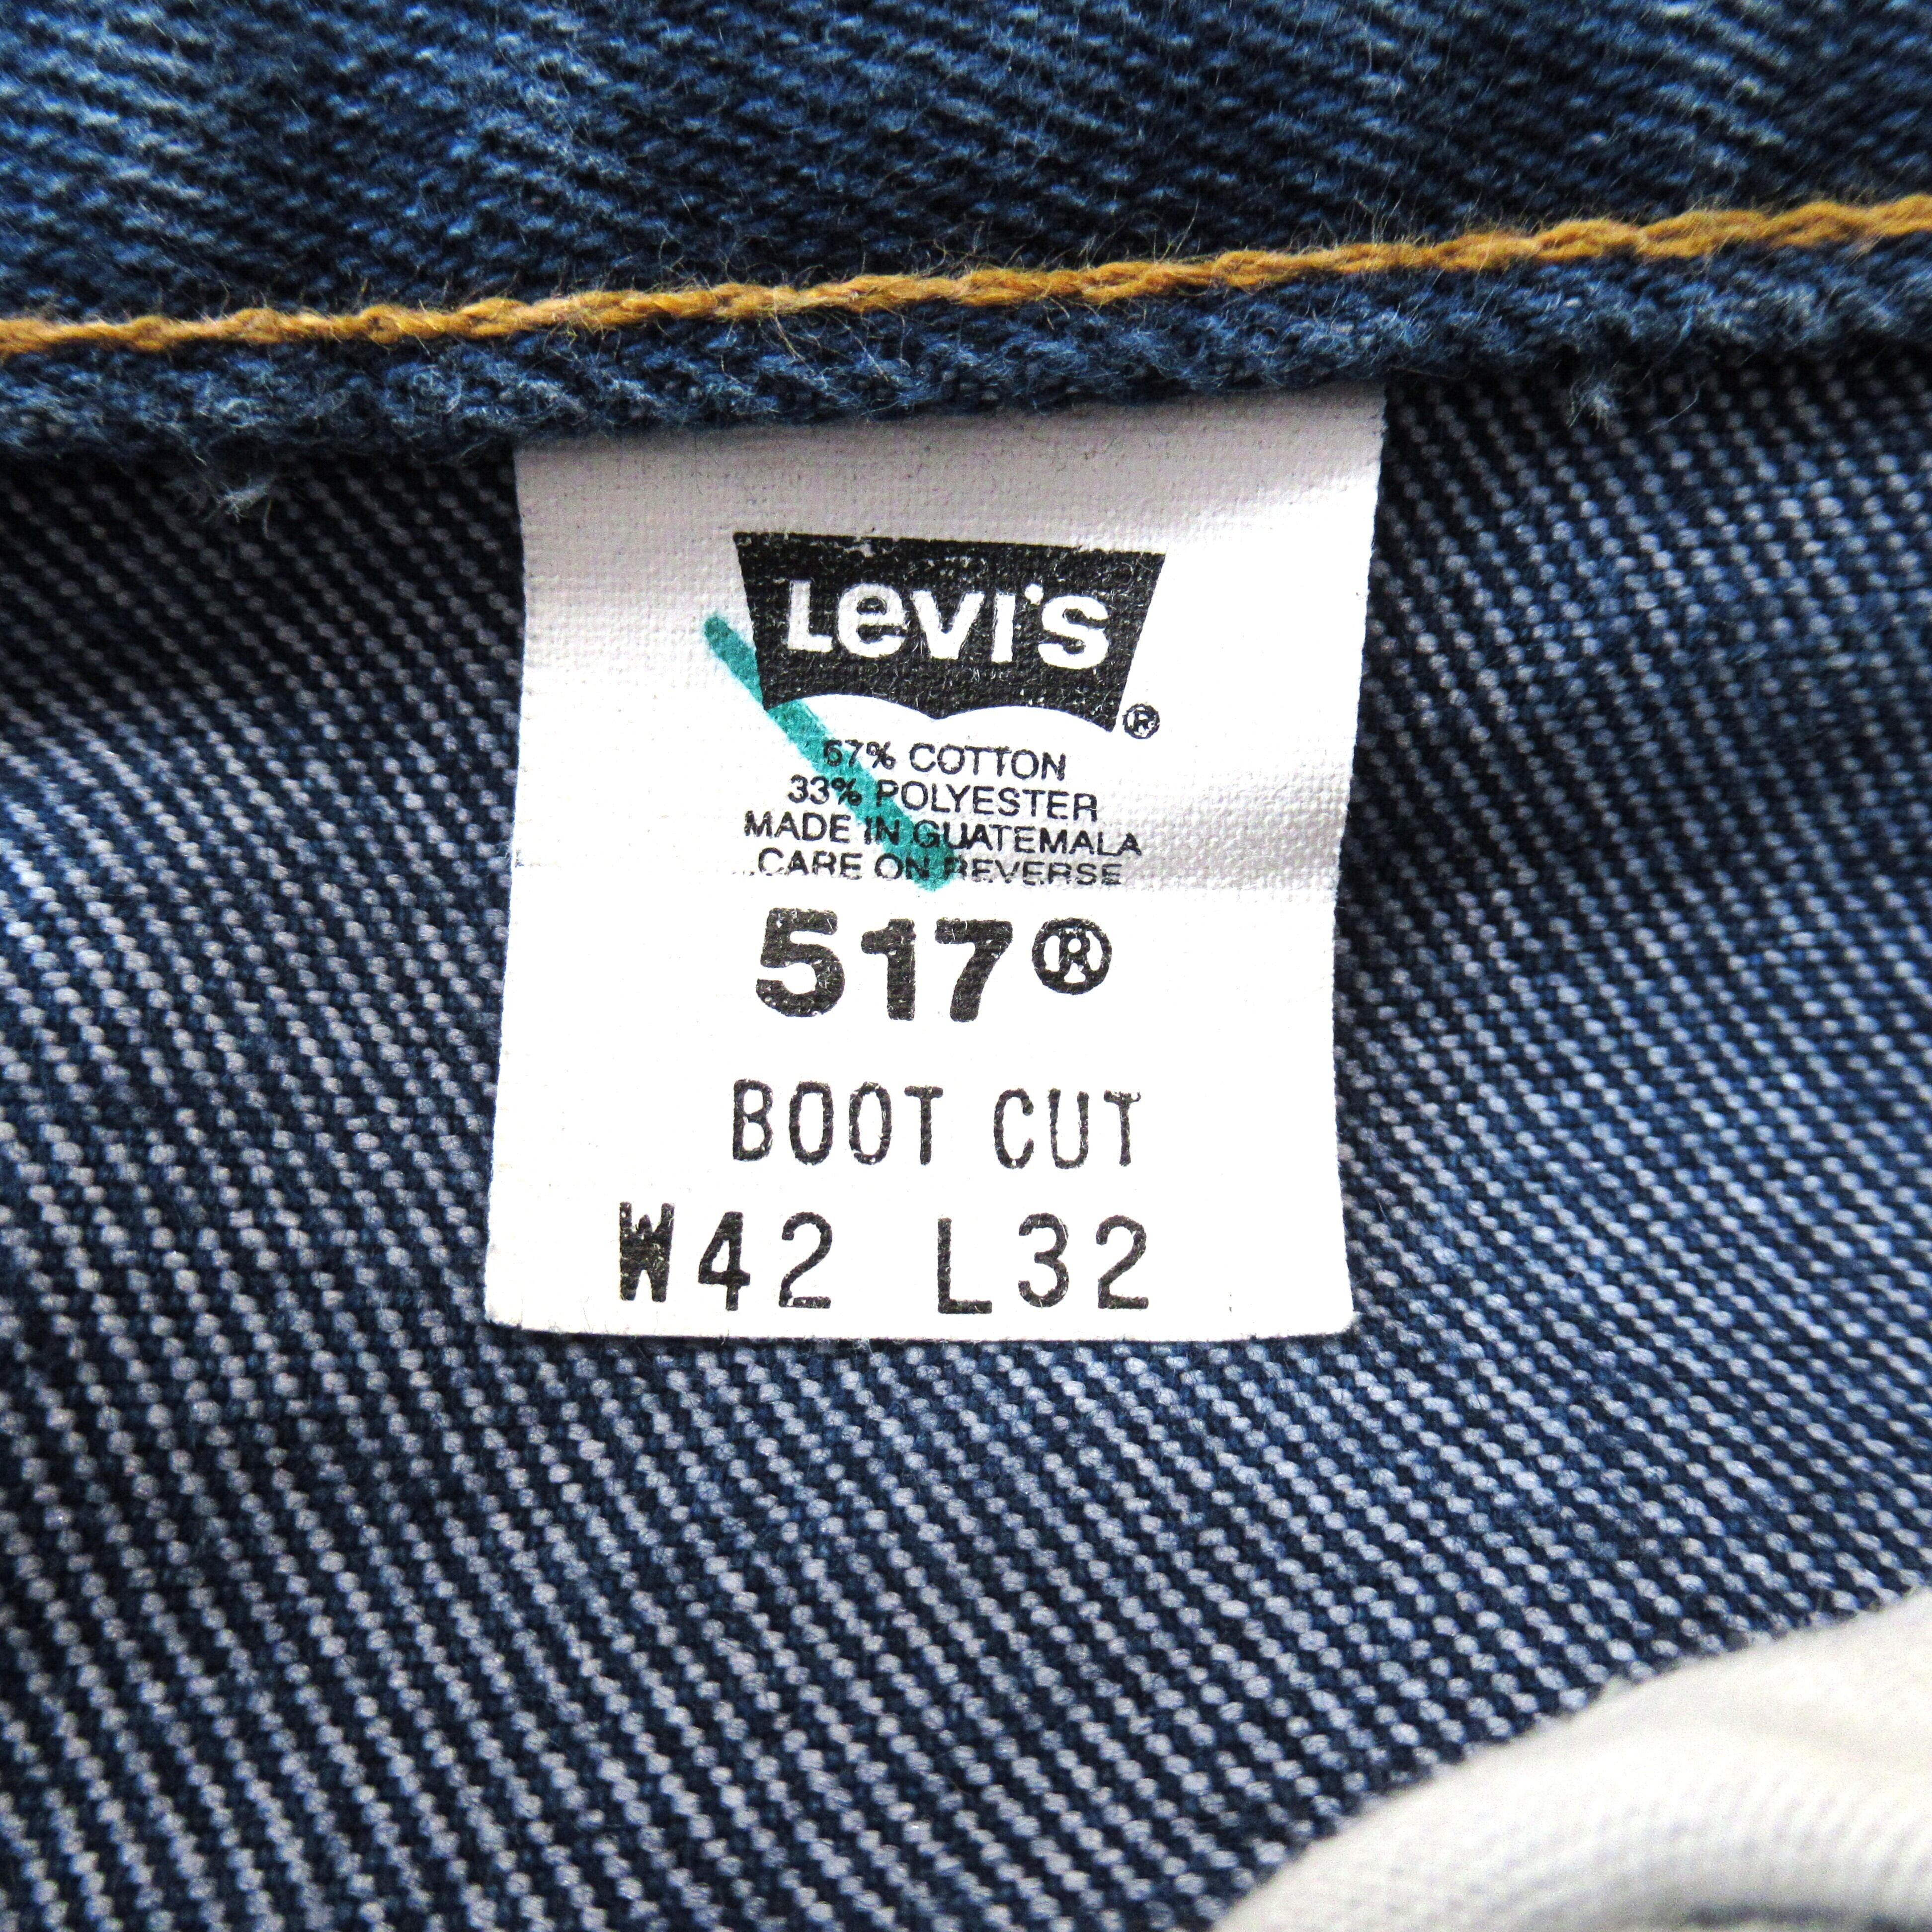 LEVI'S
®
67% COTTON
33% POLYESTER
MADE IN GUATEMALA
CARE ON REVERSE
517®
BOOT CUT
W42 L32